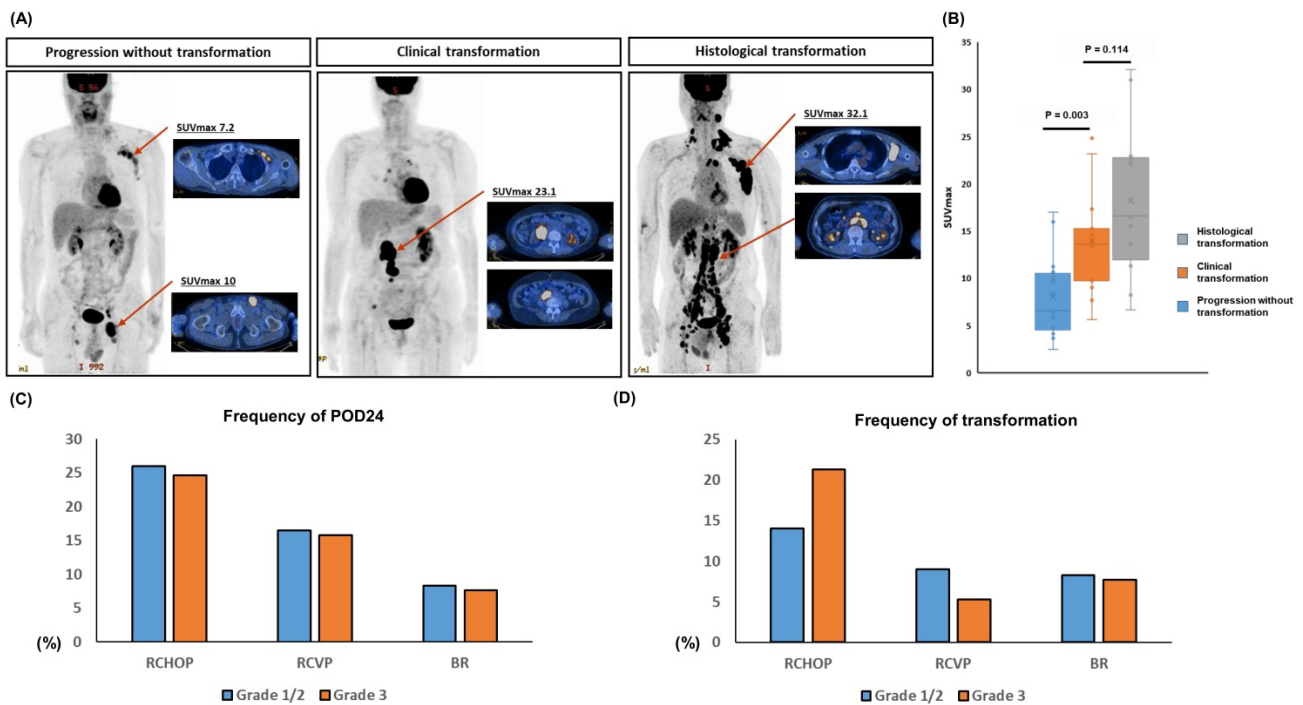 (A)
Progression without transformation
Clinical transformation
Histological transformation
S 56
SUVmax 7.2
SUVmax 10
ml
I 992
S
SUVmax 23.1
S
SUVmax 32.1
I
(B)
35
30
25
20
15
10
5
0
SUVmax
P = 0.114
P = 0.003
Histological
transformation
Clinical
transformation
Progression without
transformation
(C)
Frequency of POD24
30
25
20
15
10
5
0
(%)
RCHOP
RCVP
BR
Grade 1/2
Grade 3
(D)
Frequency of transformation
25
20
15
10
5
0
(%)
RCHOP
RCVP
BR
Grade 1/2
Grade 3